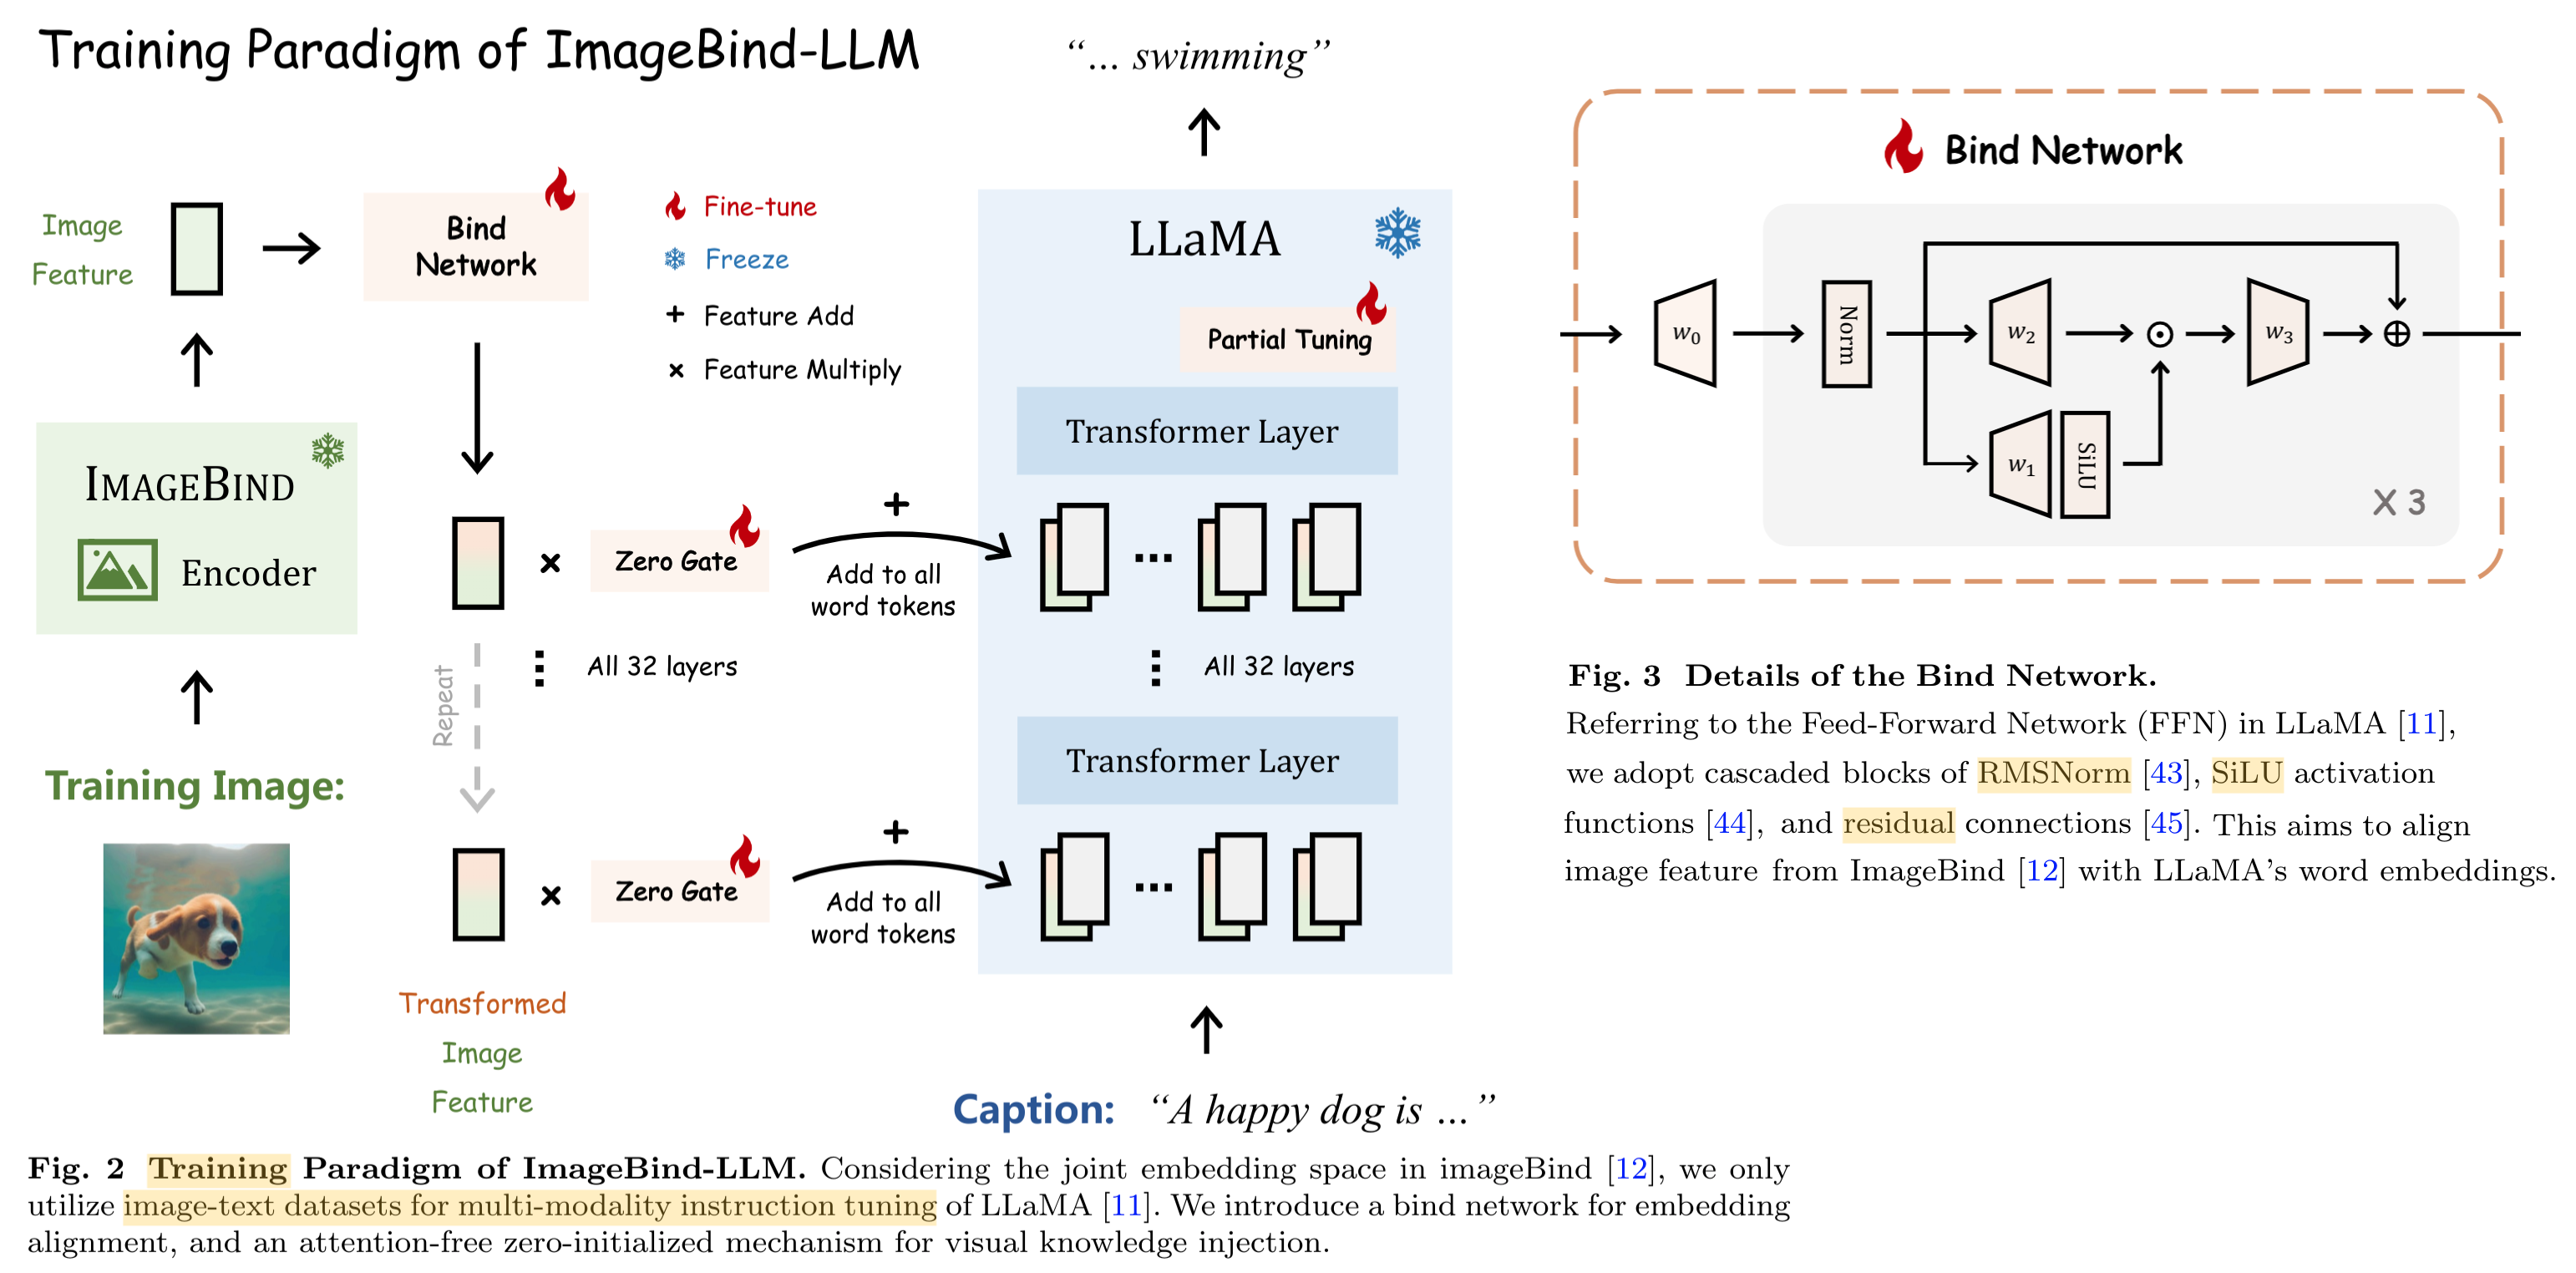 Training Paradigm of ImageBind-LLM
“... swimming”
Image
Feature
Bind
Network
Fine-tune
Freeze
+ Feature Add
× Feature Multiply
LLaMA
Partial Tuning
Transformer Layer
IMAGEBIND
Encoder
×
Zero Gate
+
Add to all
word tokens
...
Repeat
All 32 layers
All 32 layers
Transformer Layer
Training Image:
×
Zero Gate
+
Add to all
word tokens
...
Transformed
Image
Feature
Caption: “A happy dog is ...”
Fig. 2 Training Paradigm of ImageBind-LLM. Considering the joint embedding space in imageBind [12], we only
utilize image-text datasets for multi-modality instruction tuning of LLaMA [11]. We introduce a bind network for embedding
alignment, and an attention-free zero-initialized mechanism for visual knowledge injection.
Bind Network
w0
Norm
w2
w3
w1
SiLU
X 3
Fig. 3 Details of the Bind Network.
Referring to the Feed-Forward Network (FFN) in LLaMA [11],
we adopt cascaded blocks of RMSNorm [43], SiLU activation
functions [44], and residual connections [45]. This aims to align
image feature from ImageBind [12] with LLaMA's word embeddings.